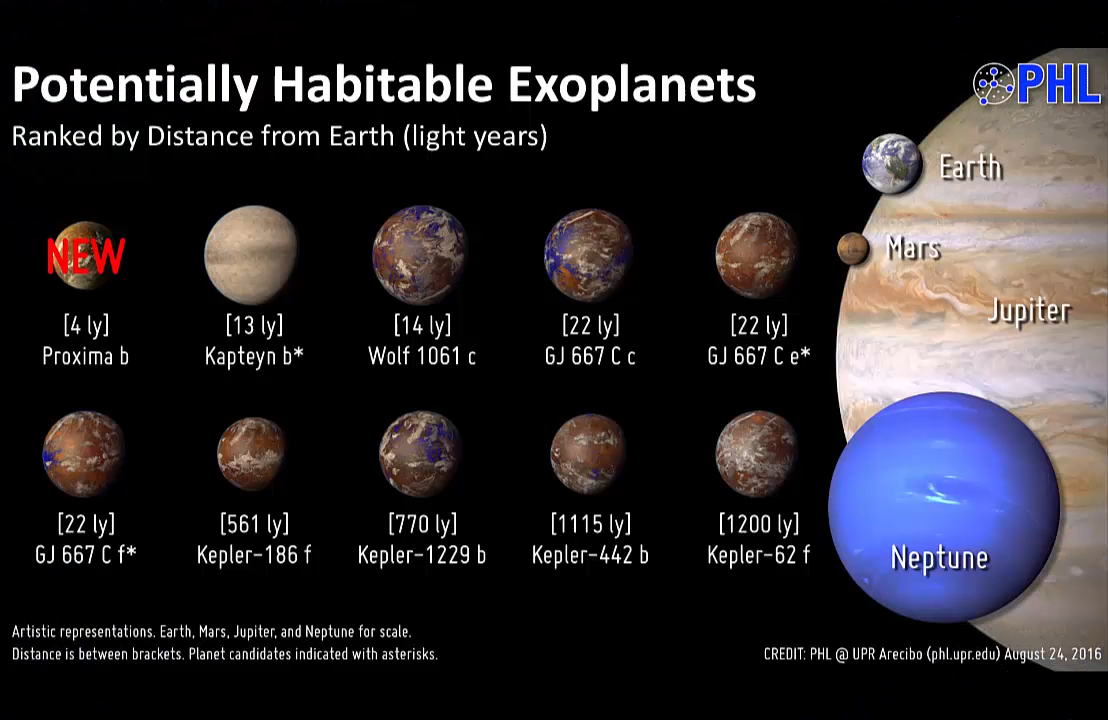 Potentially Habitable Exoplanets
Ranked by Distance from Earth (light years)
PHL
Earth
Mars
Jupiter
NEW
[4 ly]
Proxima b
[13 ly]
Kapteyn b*
[14 ly]
Wolf 1061 c
[22 ly]
GJ 667 C c
[22 ly]
GJ 667 C e*
[22 ly]
GJ 667 C f*
[561 ly]
Kepler-186 f
[770 ly]
Kepler-1229 b
[1115 ly]
Kepler-442 b
[1200 ly]
Kepler-62 f
Neptune
Artistic representations. Earth, Mars, Jupiter, and Neptune for scale.
Distance is between brackets. Planet candidates indicated with asterisks.
CREDIT: PHL @ UPR Arecibo (phl.upr.edu) August 24, 2016